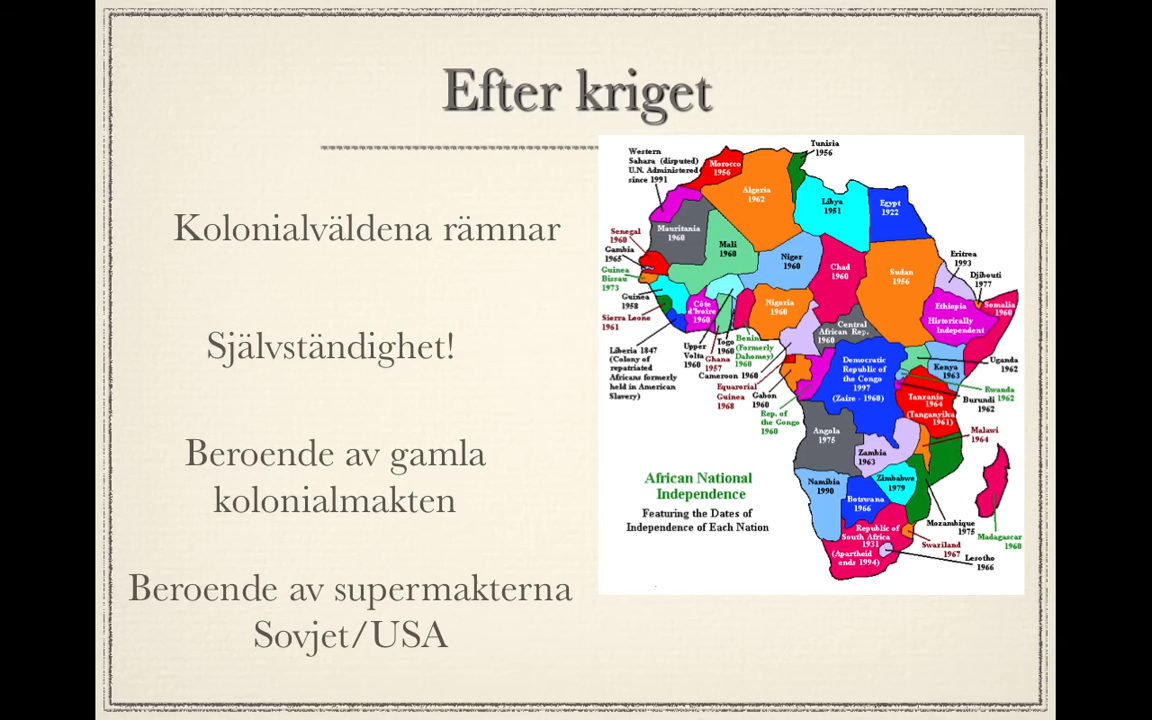 Efter kriget
Kolonialväldena rämnar
Självständighet!
Beroende av gamla
kolonialmakten
Beroende av supermakterna
Sovjet/USA
Western
Sahara (disputed)
U.N. Administered
since 1991
Morocco
1956
Tunisia
1956
Algeria
1962
Libya
1951
Egypt
1922
Mauritania
1960
Mali
1960
Niger
1960
Chad
1960
Sudan
1956
Eritrea
1993
Djibouti
1977
Senegal
1960
Gambia
1965
Guinea
Bissau
1973
Guinea
1958
Sierra Leone
1961
Côte
d'Ivoire
1960
Nigeria
1960
Central
African Rep.
1960
Ethiopia
Historically
Independent
Somalia
1960
Liberia 1847
(Colony of
repatriated
Africans formerly
held in American
Slavery)
Upper
Volta
1960
Togo
1960
Ghana
1957
Benin
(Formerly
Dahomey)
1960
Cameroon 1960
Equarorial
Guinea
1968
Gabon
1960
Rep. of
the Congo
1960
Democratic
Republic of
the Congo
1997
(Zaire - 1960)
Uganda
1962
Kenya
1963
Rwanda
1962
Burundi
1962
Tanzania
1964
(Tanganyika
1961)
Malawi
1964
Angola
1975
Zambia
1963
Namibia
1990
Zimbabwe
1979
Botswana
1966
Mozambique
1975
Madagascar
1960
Republic of
South Africa
1931
(Apartheid
ends 1994)
Swaziland
1967
Lesotho
1966
African National
Independence
Featuring the Dates of
Independence of Each Nation